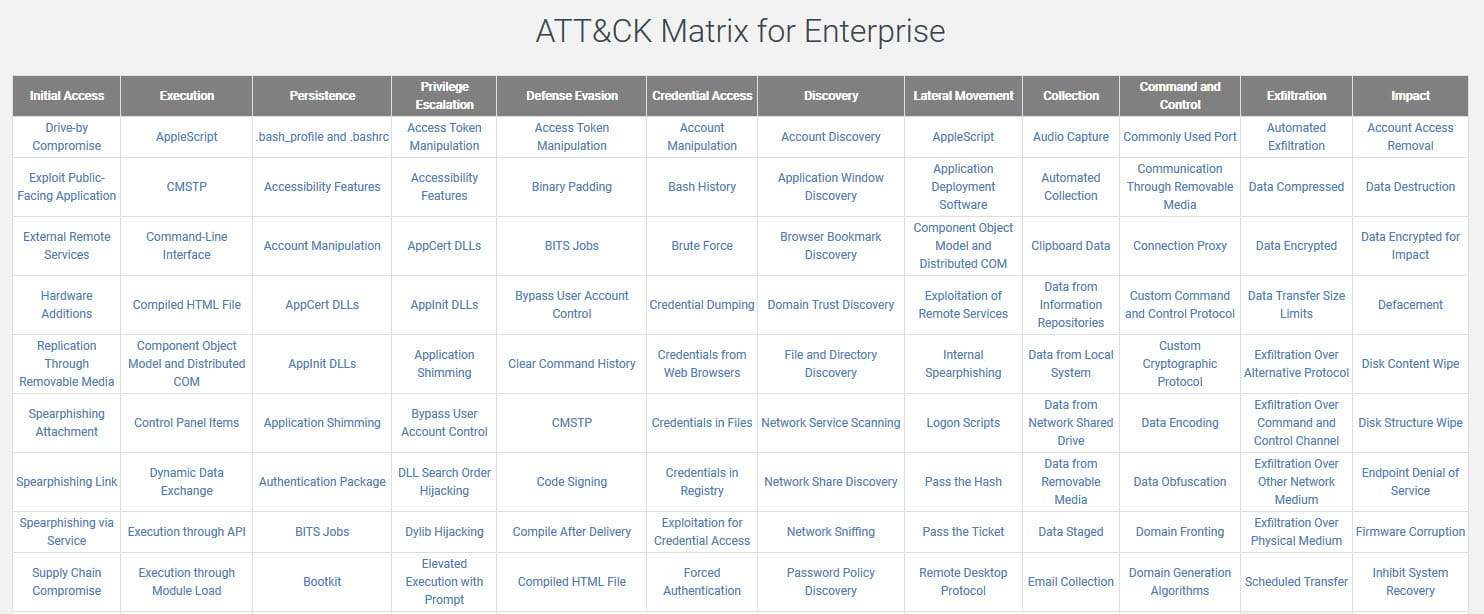 ATT&CK Matrix for Enterprise
Initial Access Execution Persistence Privilege Escalation Defense Evasion Credential Access Discovery Lateral Movement Collection Command and Control Exfiltration Impact
Drive-by Compromise AppleScript .bash_profile and .bashrc Access Token Manipulation Access Token Manipulation Account Manipulation Account Discovery AppleScript Audio Capture Commonly Used Port Automated Exfiltration Account Access Removal
Exploit Public-Facing Application CMSTP Accessibility Features Accessibility Features Binary Padding Bash History Application Window Discovery Application Deployment Software Automated Collection Communication Through Removable Media Data Compressed Data Destruction
External Remote Services Command-Line Interface Account Manipulation AppCert DLLs BITS Jobs Brute Force Browser Bookmark Discovery Component Object Model and Distributed COM Clipboard Data Connection Proxy Data Encrypted Data Encrypted for Impact
Hardware Additions Compiled HTML File AppCert DLLs AppInit DLLs Bypass User Account Control Credential Dumping Domain Trust Discovery Exploitation of Remote Services Data from Information Repositories Custom Command and Control Protocol Data Transfer Size Limits Defacement
Replication Through Removable Media Component Object Model and Distributed COM AppInit DLLs Application Shimming Clear Command History Credentials from Web Browsers File and Directory Discovery Internal Spearphishing Data from Local System Custom Cryptographic Protocol Exfiltration Over Alternative Protocol Disk Content Wipe
Spearphishing Attachment Control Panel Items Application Shimming Bypass User Account Control CMSTP Credentials in Files Network Service Scanning Logon Scripts Data from Network Shared Drive Data Encoding Exfiltration Over Command and Control Channel Disk Structure Wipe
Spearphishing Link Dynamic Data Exchange Authentication Package DLL Search Order Hijacking Code Signing Credentials in Registry Network Share Discovery Pass the Hash Data from Removable Media Data Obfuscation Exfiltration Over Other Network Medium Endpoint Denial of Service
Spearphishing via Service Execution through API BITS Jobs Dylib Hijacking Compile After Delivery Exploitation for Credential Access Network Sniffing Pass the Ticket Data Staged Domain Fronting Exfiltration Over Physical Medium Firmware Corruption
Supply Chain Compromise Execution through Module Load Bootkit Elevated Execution with Prompt Compiled HTML File Forced Authentication Password Policy Discovery Remote Desktop Protocol Email Collection Domain Generation Algorithms Scheduled Transfer Inhibit System Recovery